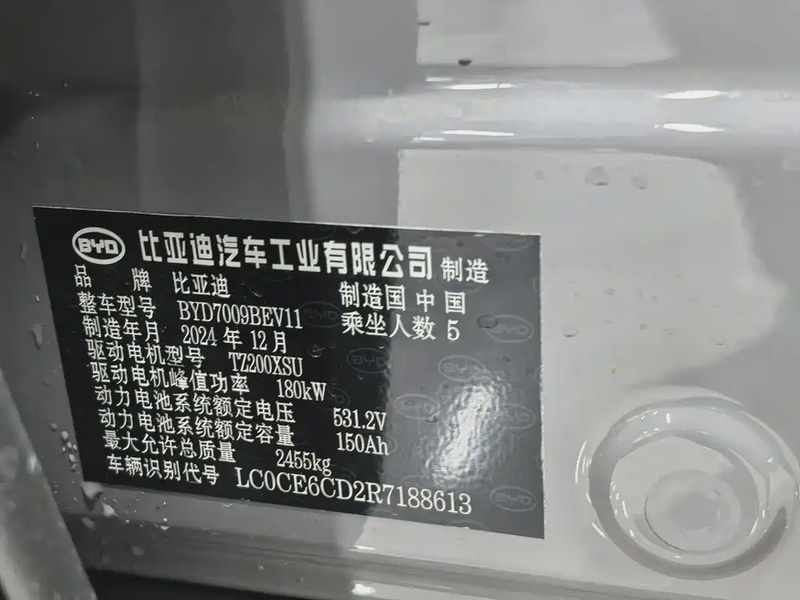 BYD 比亚迪汽车工业有限公司 制造
品牌 比亚迪 制造国 中国
整车型号 BYD7009BEV11 乘坐人数 5
制造年月 2024 年 12 月
驱动电机型号 TZ200XSU
驱动电机峰值功率 180kW
动力电池系统额定电压 531.2V
动力电池系统额定容量 150Ah
最大允许总质量 2455kg
车辆识别代号 LC0CE6CD2R7188613